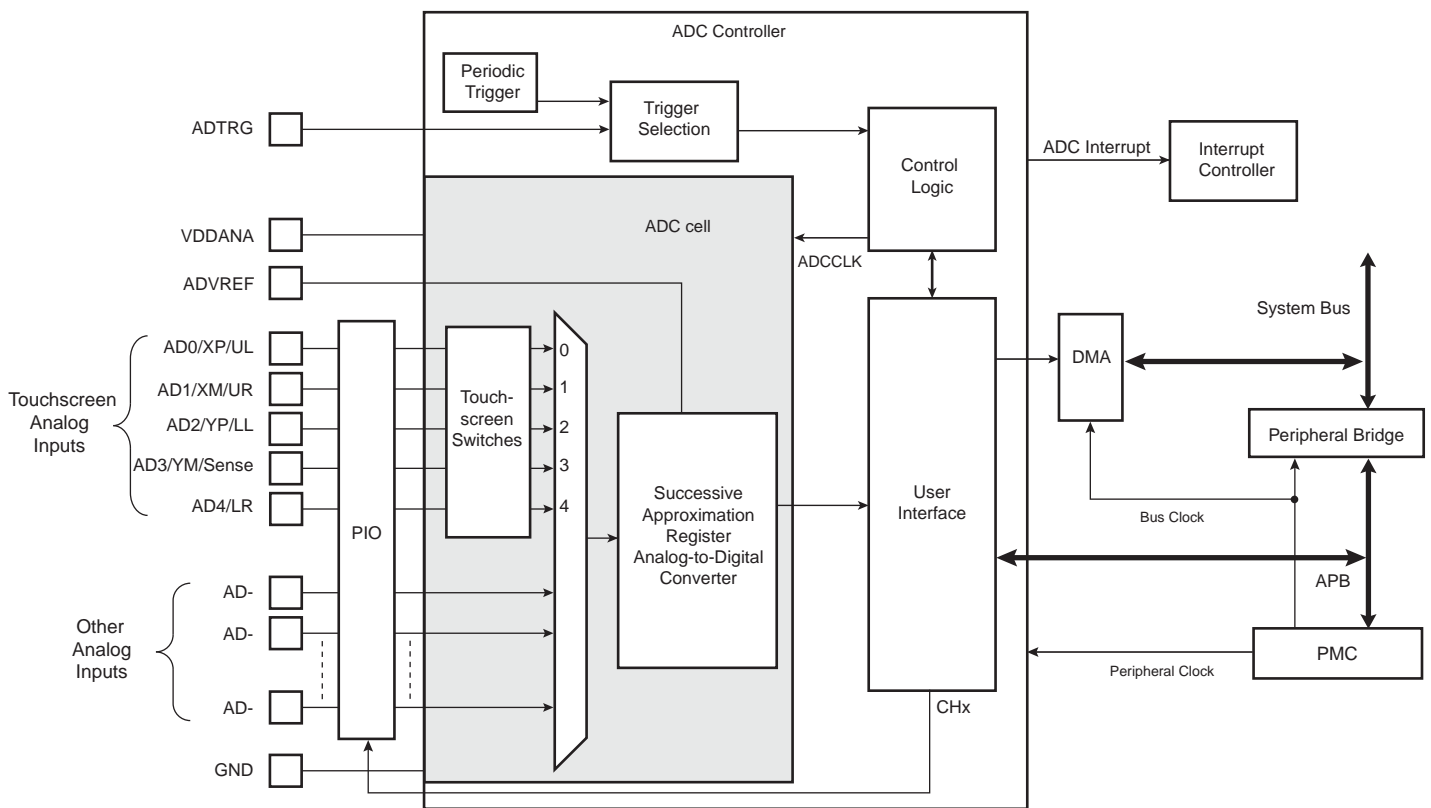 ADC Controller
Periodic
Trigger
Trigger
Selection
ADTRG
Control
Logic
ADC Interrupt
Interrupt
Controller
VDDANA
ADC cell
ADCCLK
ADVREF
System Bus
Touchscreen
Analog
Inputs
AD0/XP/UL
AD1/XM/UR
AD2/YP/LL
AD3/YM/Sense
AD4/LR
PIO
Touch-
screen
Switches
0
1
2
3
4
Successive
Approximation
Register
Analog-to-Digital
Converter
User
Interface
DMA
Peripheral Bridge
Bus Clock
APB
Other
Analog
Inputs
AD-
AD-
AD-
PMC
Peripheral Clock
CHx
GND